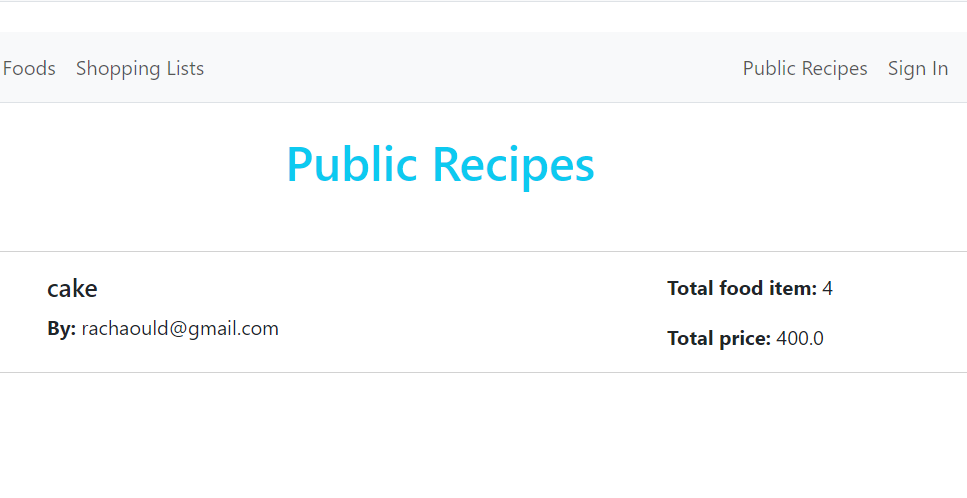 Foods Shopping Lists Public Recipes Sign In
Public Recipes
cake
By: rachaould@gmail.com
Total food item: 4
Total price: 400.0